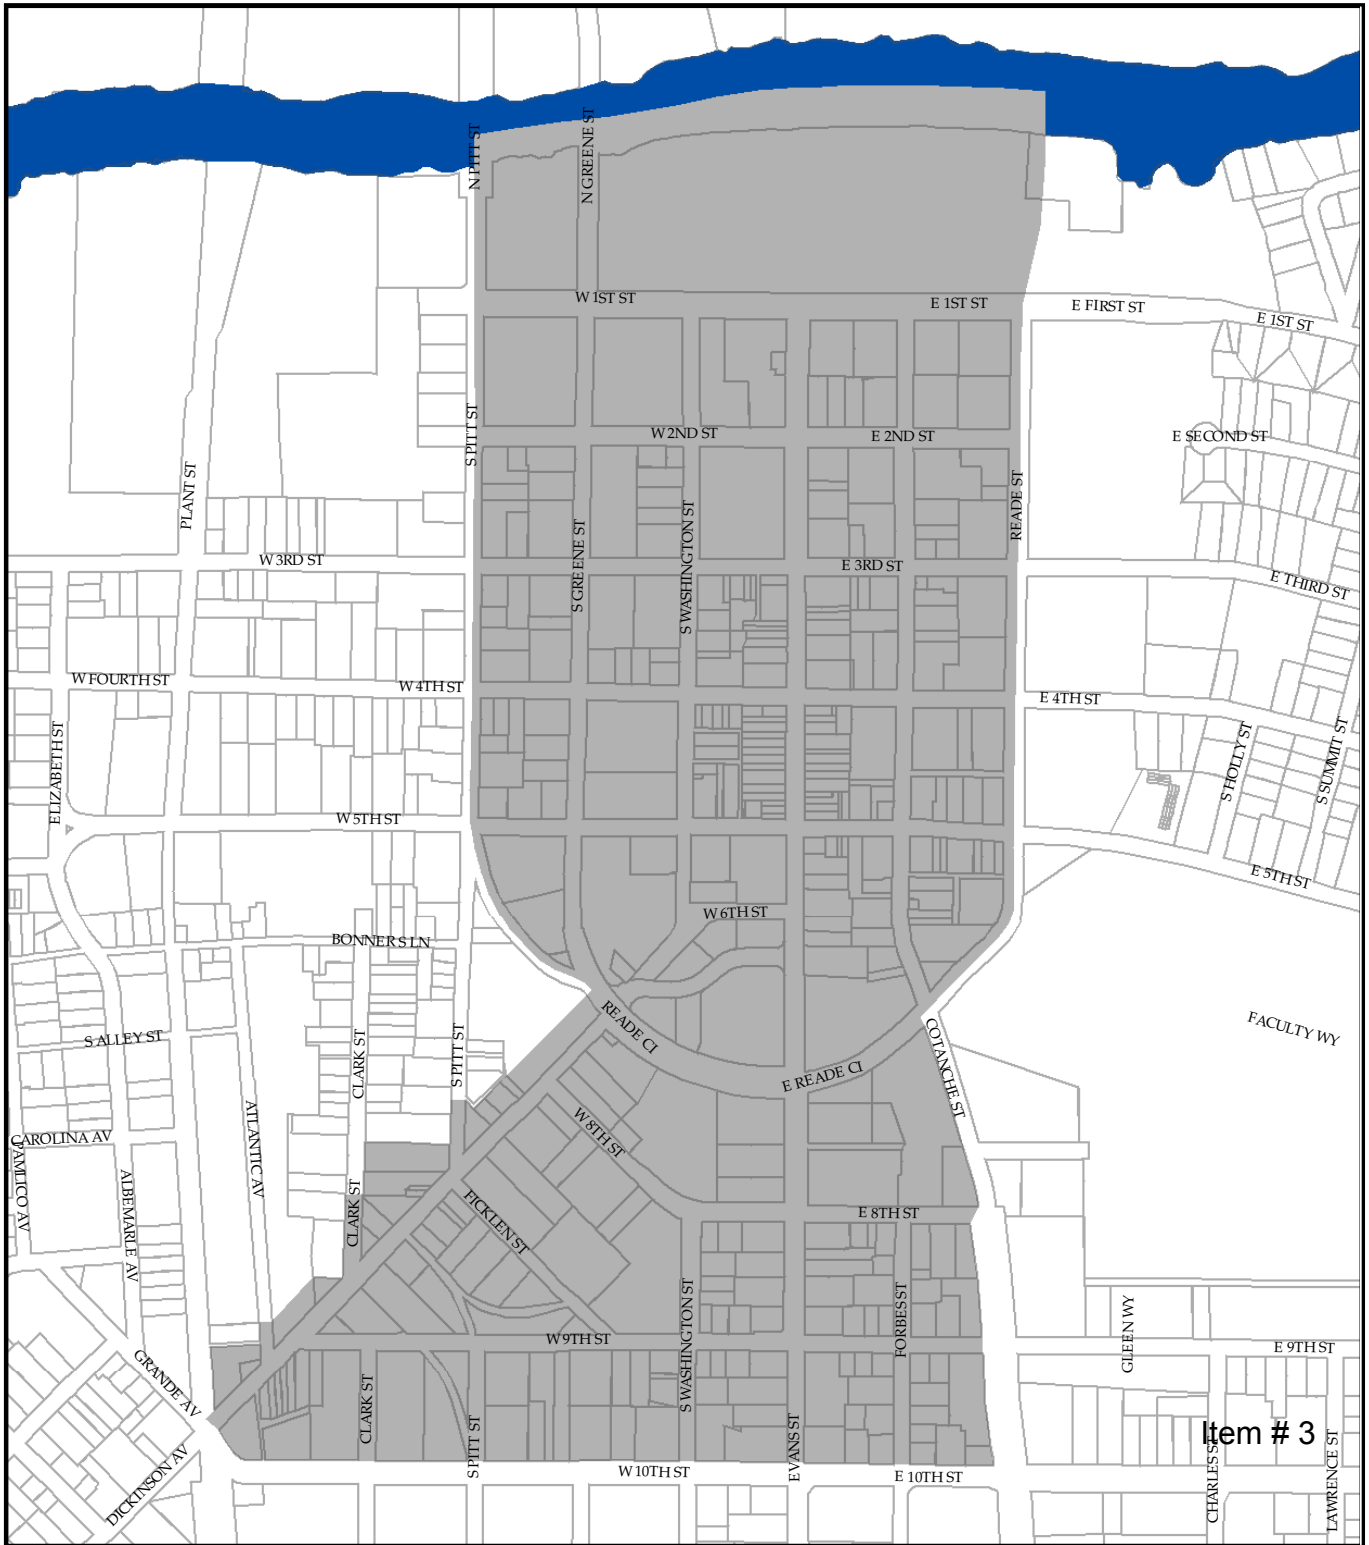 N PITT ST
N GREENE ST
W 1ST ST
E 1ST ST
E FIRST ST
E 1ST ST
S PITT ST
W 2ND ST
E 2ND ST
E SECOND ST
PLANT ST
READE ST
S GREENE ST
S WASHINGTON ST
W 3RD ST
E 3RD ST
E THIRD ST
W FOURTH ST
W 4TH ST
E 4TH ST
ELIZABETH ST
S HOLLY ST
S SUMMIT ST
W 5TH ST
E 5TH ST
W 6TH ST
BONNERS LN
READE CI
FACULTY WY
S ALLEY ST
CLARK ST
S PITT ST
COTANCHE ST
E READE CI
ATLANTIC AV
W 8TH ST
CAROLINA AV
PAMLICO AV
ALBEMARLE AV
CLARK ST
FICKLEN ST
E 8TH ST
S WASHINGTON ST
FORBES ST
GLEEN WY
W 9TH ST
E 9TH ST
GRANDE AV
CLARK ST
S PITT ST
EVANS ST
Item # 3
DICKINSON AV
W 10TH ST
E 10TH ST
CHARLES ST
LAWRENCE ST